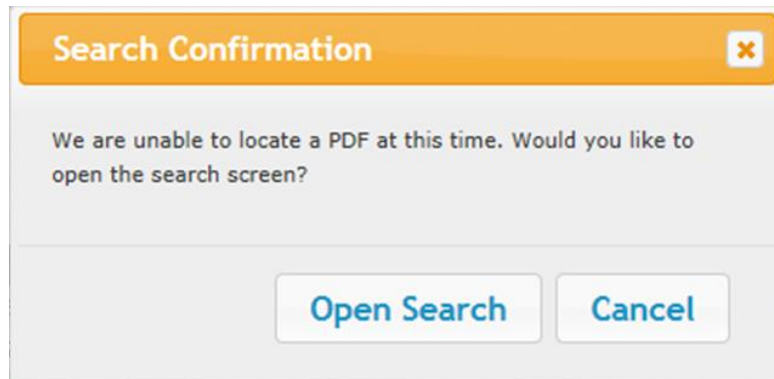 Search Confirmation
We are unable to locate a PDF at this time. Would you like to
open the search screen?
Open Search
Cancel